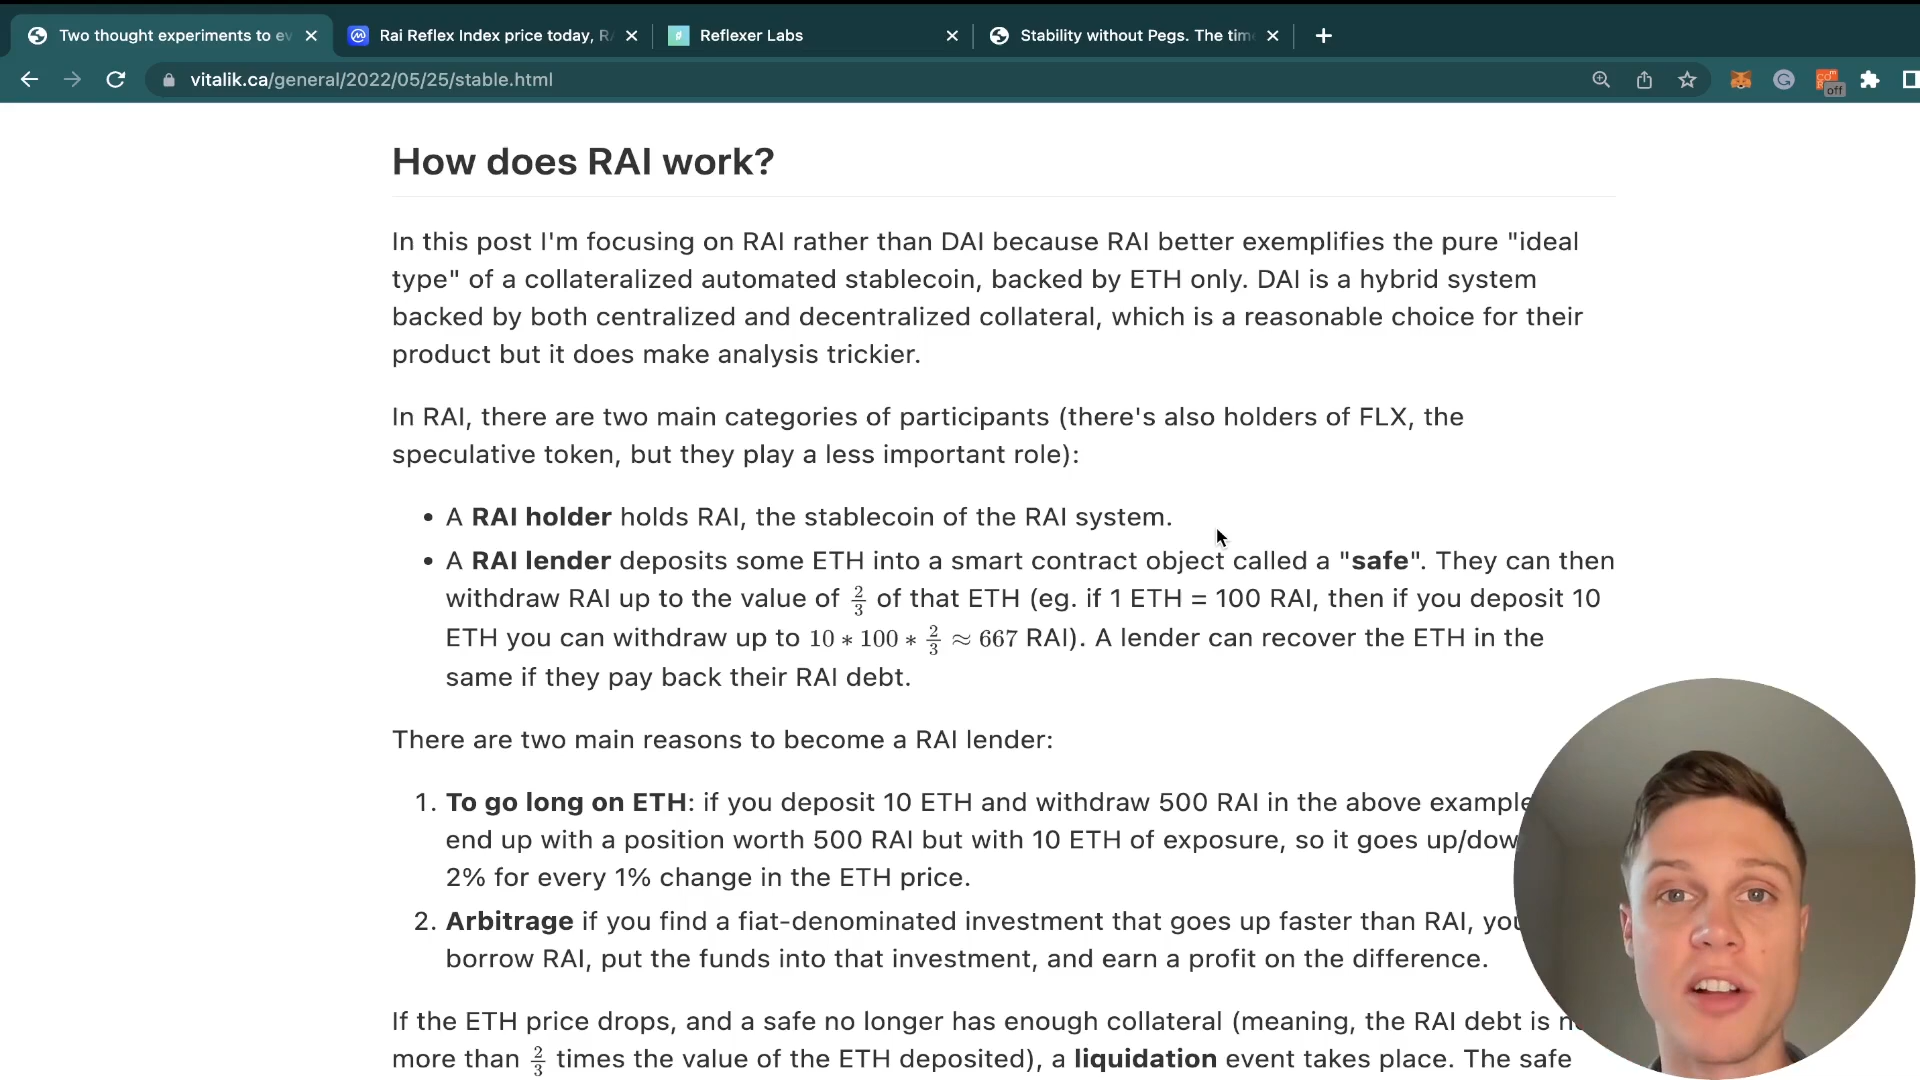 Two thought experiments to ev
Rai Reflex Index price today, R
Reflexer Labs
Stability without Pegs. The tim
vitalik.ca/general/2022/05/25/stable.html
off
How does RAI work?
In this post I'm focusing on RAI rather than DAI because RAI better exemplifies the pure "ideal
type" of a collateralized automated stablecoin, backed by ETH only. DAI is a hybrid system
backed by both centralized and decentralized collateral, which is a reasonable choice for their
product but it does make analysis trickier.
In RAI, there are two main categories of participants (there's also holders of FLX, the
speculative token, but they play a less important role):
• A RAI holder holds RAI, the stablecoin of the RAI system.
• A RAI lender deposits some ETH into a smart contract object called a "safe". They can then
withdraw RAI up to the value of 2/3 of that ETH (eg. if 1 ETH = 100 RAI, then if you deposit 10
ETH you can withdraw up to 10 * 100 * 2/3 ≈ 667 RAI). A lender can recover the ETH in the
same if they pay back their RAI debt.
There are two main reasons to become a RAI lender:
1. To go long on ETH: if you deposit 10 ETH and withdraw 500 RAI in the above example
end up with a position worth 500 RAI but with 10 ETH of exposure, so it goes up/dow
2% for every 1% change in the ETH price.
2. Arbitrage if you find a fiat-denominated investment that goes up faster than RAI, you
borrow RAI, put the funds into that investment, and earn a profit on the difference.
If the ETH price drops, and a safe no longer has enough collateral (meaning, the RAI debt is n
more than 2/3 times the value of the ETH deposited), a liquidation event takes place. The safe